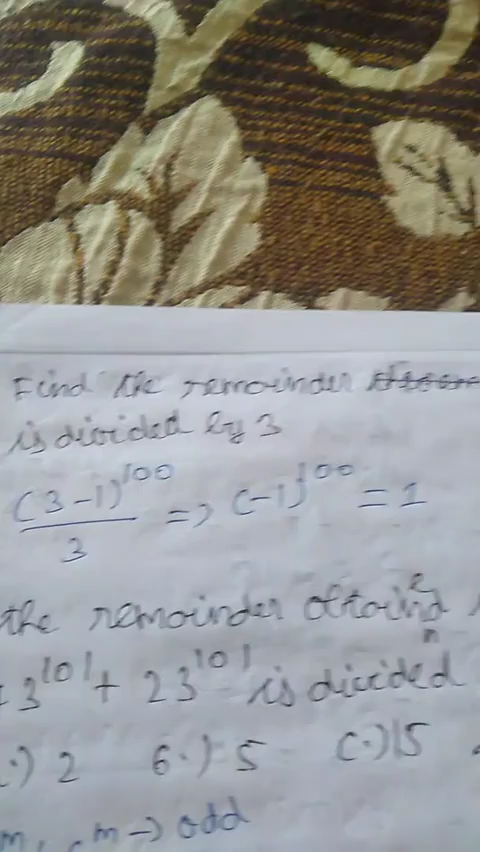 Find the remainder
is divided by 3
(3-1)^100 / 3 => (-1)^100 = 1
the remainder obtained
3^101 + 23^101 is divided
.) 2 b.) 5 c.) 15
m, m -> odd